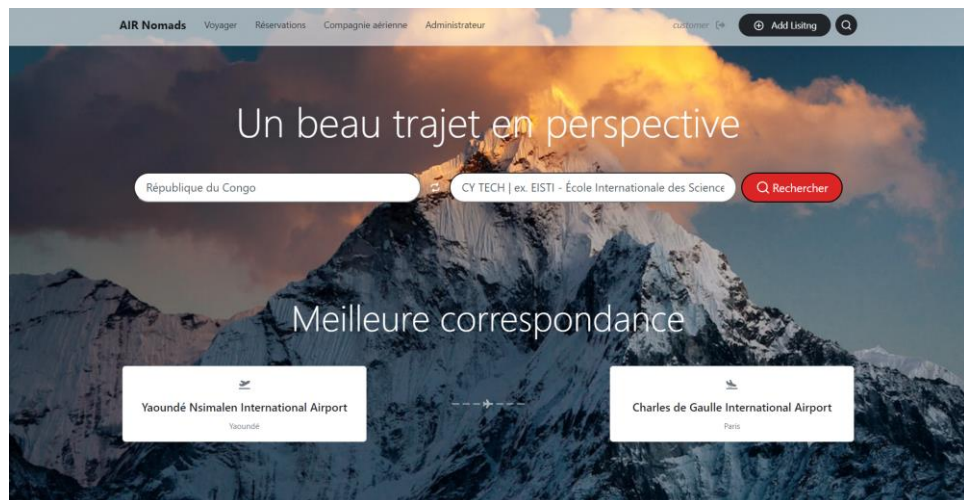 AIR Nomads Voyager Réservations Compagnie aérienne Administrateur customer Add Lisitng
Un beau trajet en perspective
République du Congo CY TECH | ex. EISTI - École Internationale des Science Rechercher
Meilleure correspondance
Yaoundé Nsimalen International Airport Charles de Gaulle International Airport
Yaoundé Paris